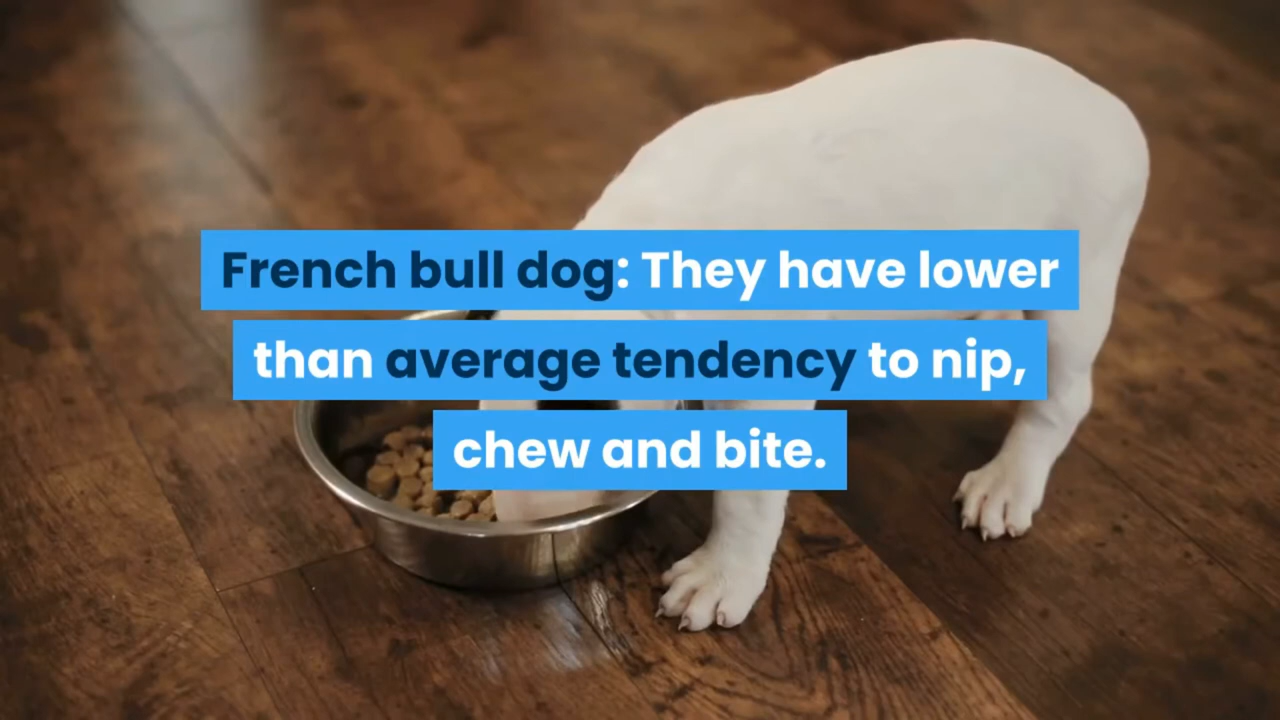 French bull dog: They have lower
than average tendency to nip,
chew and bite.